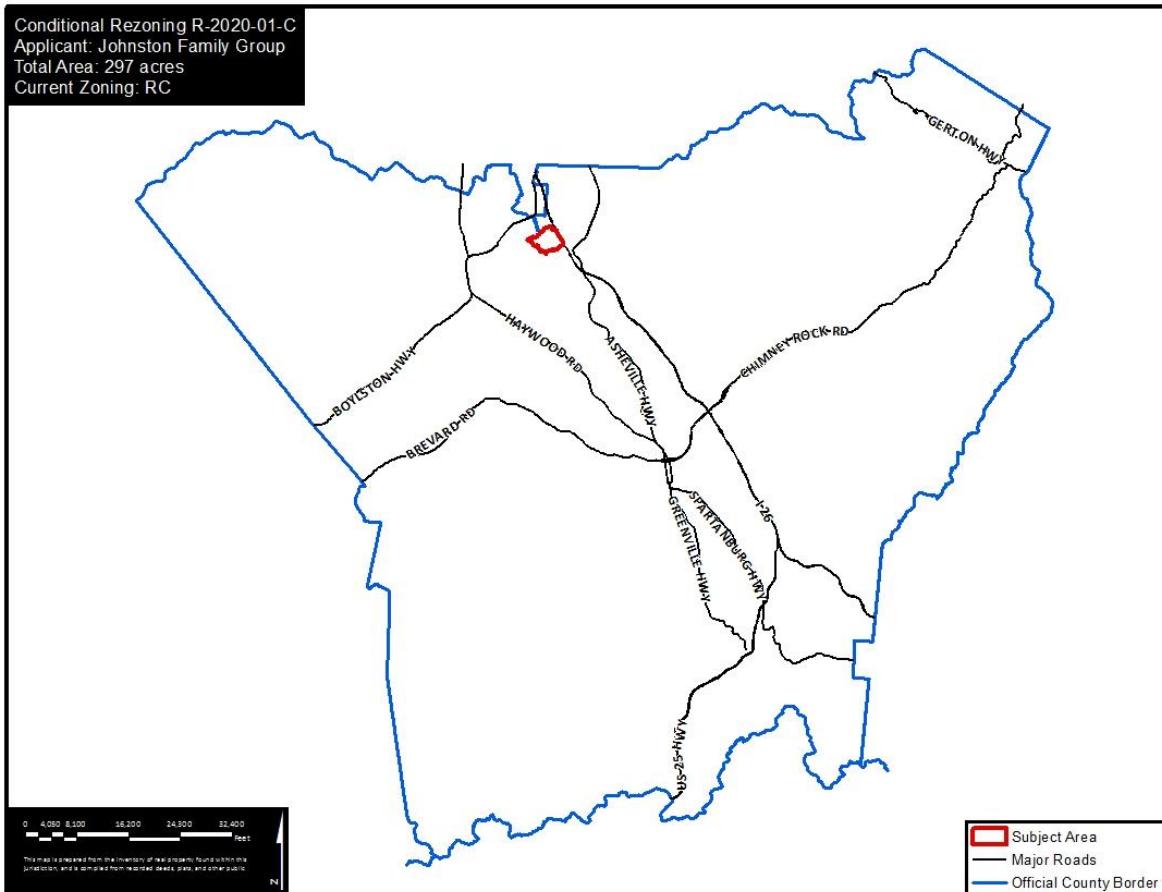 Conditional Rezoning R-2020-01-C
Applicant: Johnston Family Group
Total Area: 297 acres
Current Zoning: RC
GERTON HWY
CHIMNEY ROCK RD
HAYWOOD RD
ASHEVILLE HWY
BOYLSTON HWY
BREVARD RD
I-26
SPARTANBURG HWY
GREENVILLE HWY
US-25 HWY
0 4,050 8,100 16,200 24,300 32,400
Feet
This map is prepared from the inventory of real property found within this
jurisdiction, and is compiled from recorded deeds, plats, and other public
N
Subject Area
Major Roads
Official County Border